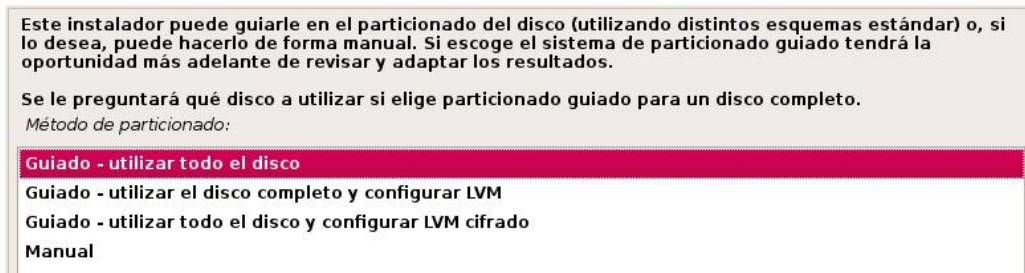 Este instalador puede guiarle en el particionado del disco (utilizando distintos esquemas estándar) o, si
lo desea, puede hacerlo de forma manual. Si escoge el sistema de particionado guiado tendrá la
oportunidad más adelante de revisar y adaptar los resultados.
Se le preguntará qué disco a utilizar si elige particionado guiado para un disco completo.
Método de particionado:
Guiado - utilizar todo el disco
Guiado - utilizar el disco completo y configurar LVM
Guiado - utilizar todo el disco y configurar LVM cifrado
Manual